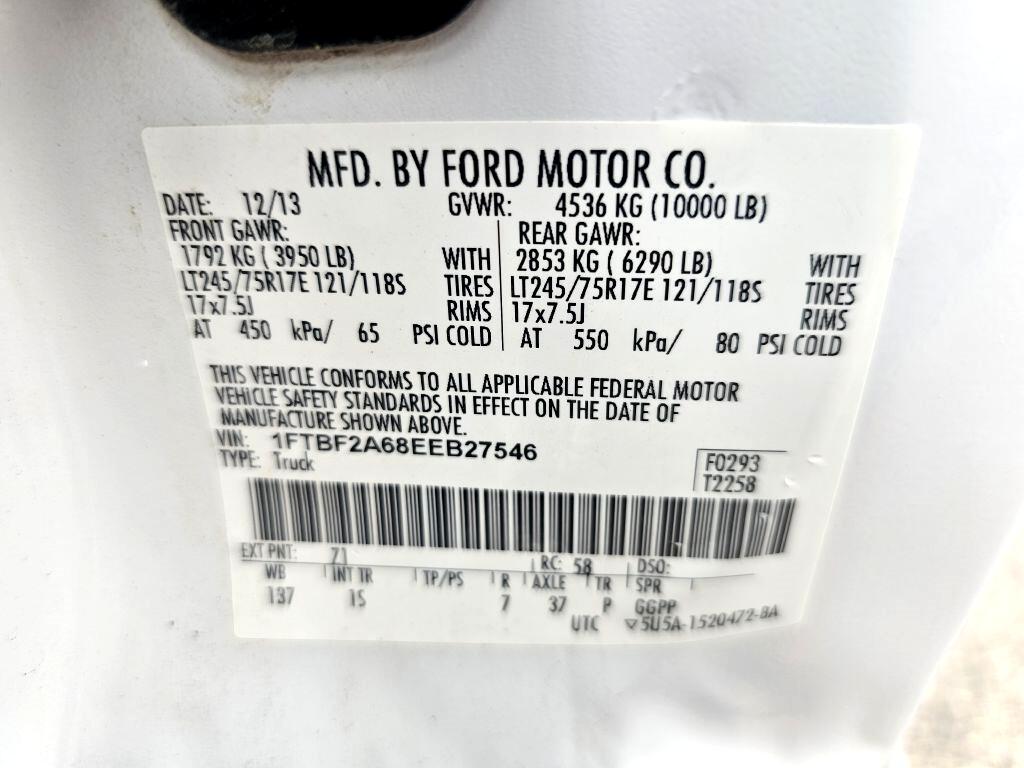 MFD. BY FORD MOTOR CO.
DATE: 12/13 GVWR: 4536 KG (10000 LB)
FRONT GAWR: REAR GAWR:
1792 KG ( 3950 LB) WITH 2853 KG ( 6290 LB) WITH
LT245/75R17E 121/118S TIRES LT245/75R17E 121/118S TIRES
17x7.5J RIMS 17x7.5J RIMS
AT 450 kPa/ 65 PSI COLD AT 550 kPa/ 80 PSI COLD
THIS VEHICLE CONFORMS TO ALL APPLICABLE FEDERAL MOTOR
VEHICLE SAFETY STANDARDS IN EFFECT ON THE DATE OF
MANUFACTURE SHOWN ABOVE.
VIN: 1FTBF2A68EEB27546
TYPE: Truck F0293
T2258
EXT PNT: 71 RC: 58 DSO:
WB INT TR TP/PS R AXLE TR SPR
137 15 7 37 P GGPP
UTC ▽5U5A-1520472-BA